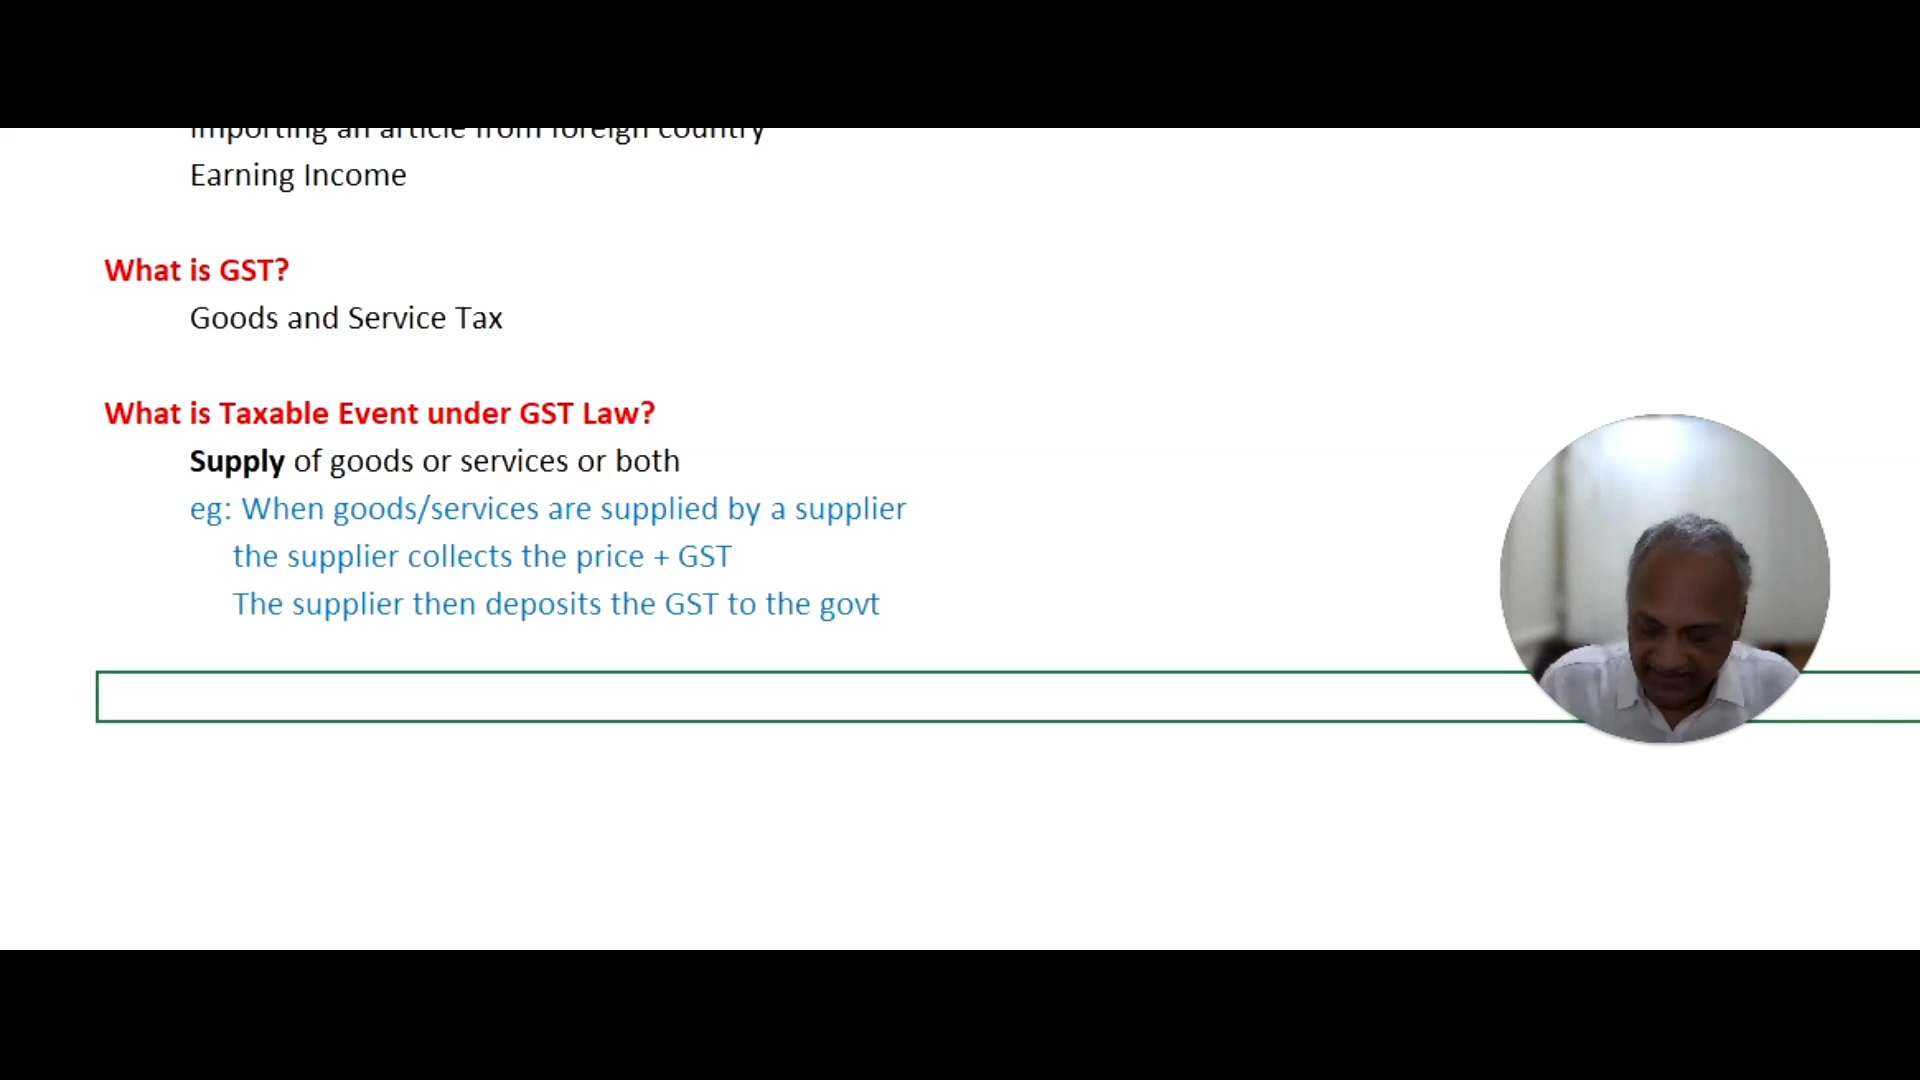 Importing an article from foreign country
Earning Income
What is GST?
Goods and Service Tax
What is Taxable Event under GST Law?
Supply of goods or services or both
eg: When goods/services are supplied by a supplier
the supplier collects the price + GST
The supplier then deposits the GST to the govt